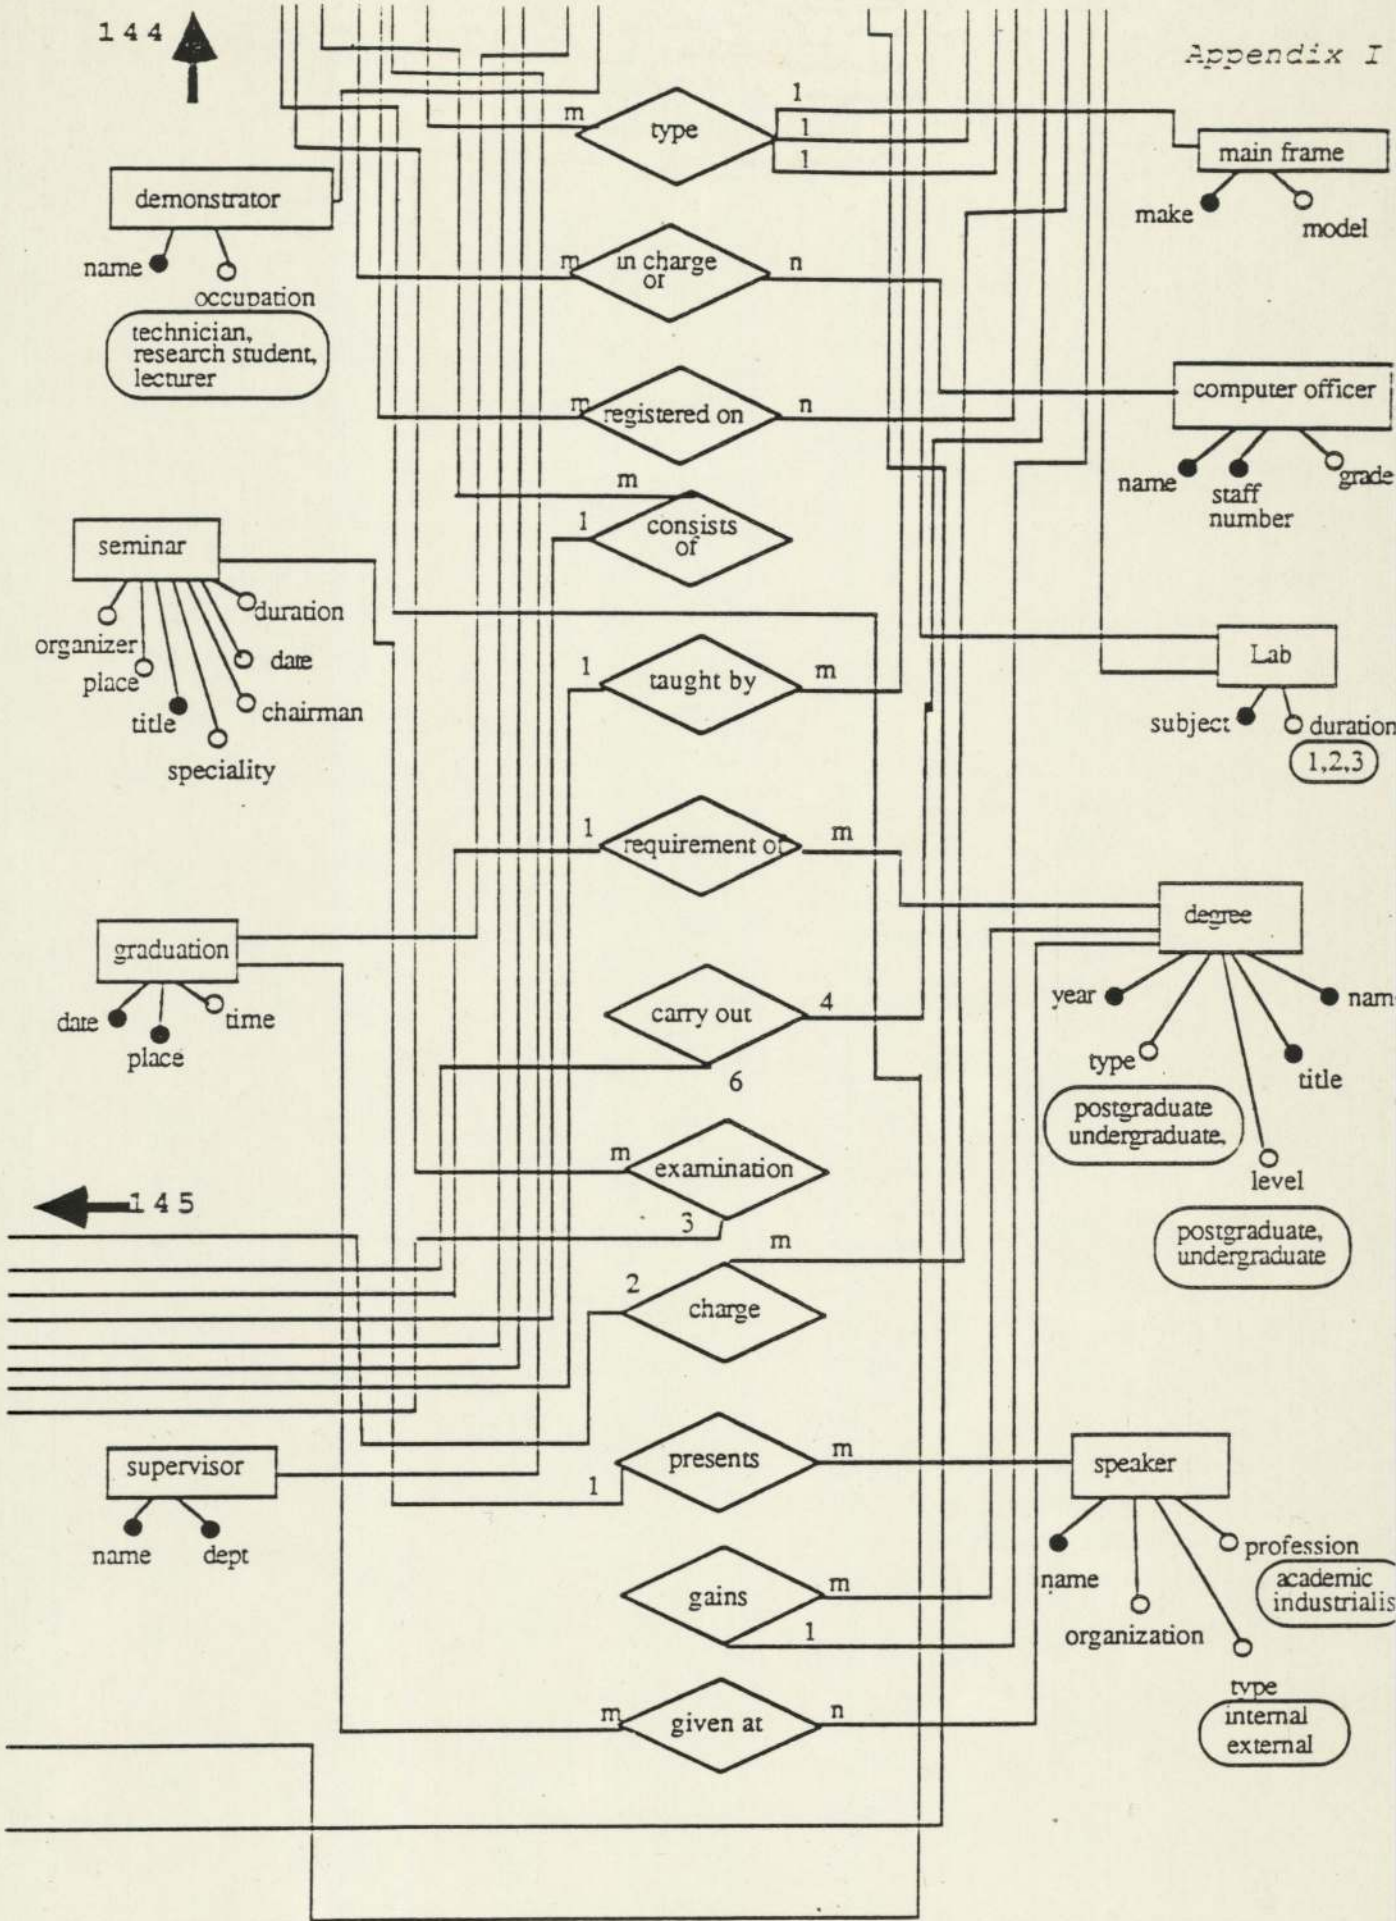 144
Appendix I
m
type
1
1
1
main frame
make
model
demonstrator
name
occupation
technician,
research student,
lecturer
m
in charge
of
n
computer officer
name
staff
number
grade
m
registered on
n
m
1
consists
of
seminar
organizer
place
title
speciality
chairman
date
duration
1
taught by
m
Lab
subject
duration
1,2,3
1
requirement of
m
degree
year
type
postgraduate
undergraduate,
level
postgraduate,
undergraduate
title
nam
graduation
date
place
time
carry out
4
6
m
examination
3
145
m
2
charge
supervisor
name
dept
1
presents
m
speaker
name
organization
type
internal
external
profession
academic
industrialis
gains
m
1
m
given at
n